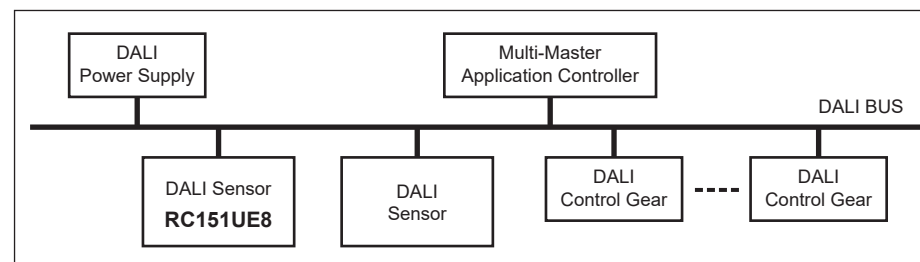 DALI
Power Supply
Multi-Master
Application Controller
DALI BUS
DALI Sensor
RC151UE8
DALI
Sensor
DALI
Control Gear
DALI
Control Gear